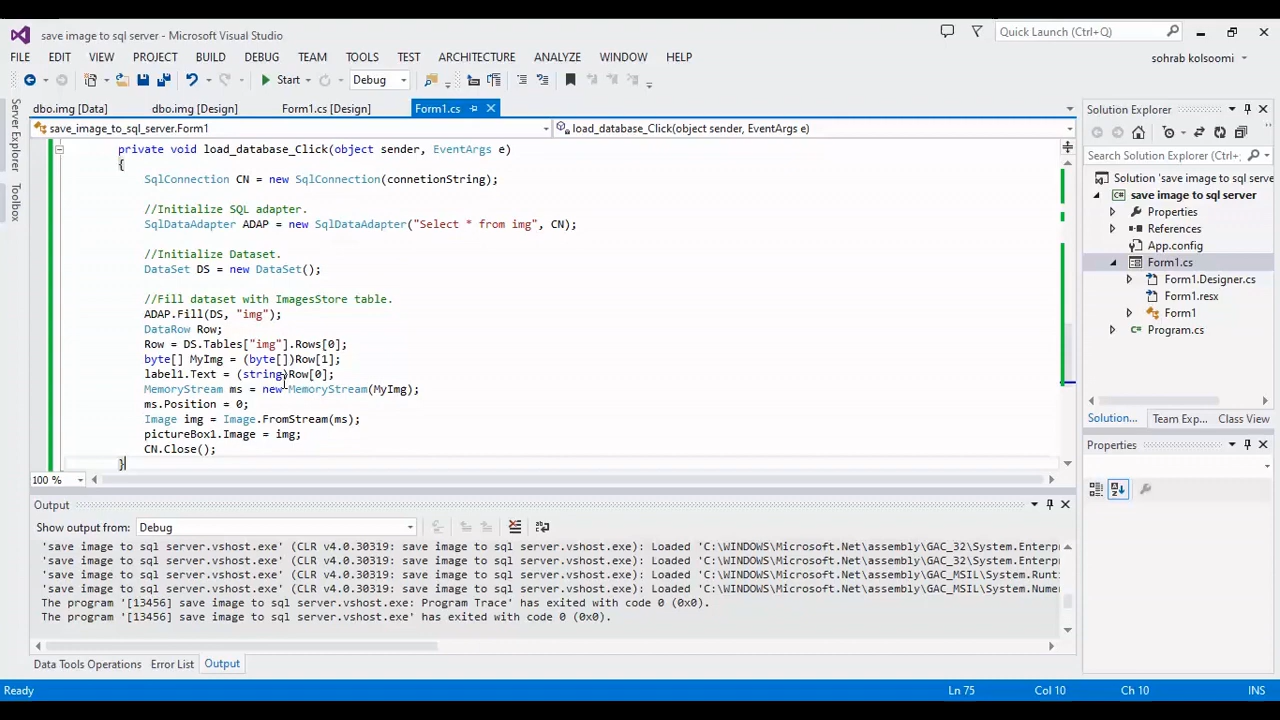 save image to sql server - Microsoft Visual Studio
Quick Launch (Ctrl+Q)
FILE EDIT VIEW PROJECT BUILD DEBUG TEAM TOOLS TEST ARCHITECTURE ANALYZE WINDOW HELP
sohrab kolsoomi
Start Debug
Server Explorer
Toolbox
dbo.img [Data] dbo.img [Design] Form1.cs [Design] Form1.cs
save_image_to_sql_server.Form1 load_database_Click(object sender, EventArgs e)
private void load_database_Click(object sender, EventArgs e)
{
SqlConnection CN = new SqlConnection(connetionString);
//Initialize SQL adapter.
SqlDataAdapter ADAP = new SqlDataAdapter("Select * from img", CN);
//Initialize Dataset.
DataSet DS = new DataSet();
//Fill dataset with ImagesStore table.
ADAP.Fill(DS, "img");
DataRow Row;
Row = DS.Tables["img"].Rows[0];
byte[] MyImg = (byte[])Row[1];
label1.Text = (string)Row[0];
MemoryStream ms = new MemoryStream(MyImg);
ms.Position = 0;
Image img = Image.FromStream(ms);
pictureBox1.Image = img;
CN.Close();
}
100 %
Output
Show output from: Debug
'save image to sql server.vshost.exe' (CLR v4.0.30319: save image to sql server.vshost.exe): Loaded 'C:\WINDOWS\Microsoft.Net\assembly\GAC_32\System.Enterp
'save image to sql server.vshost.exe' (CLR v4.0.30319: save image to sql server.vshost.exe): Loaded 'C:\WINDOWS\Microsoft.Net\assembly\GAC_32\System.Enterp
'save image to sql server.vshost.exe' (CLR v4.0.30319: save image to sql server.vshost.exe): Loaded 'C:\WINDOWS\Microsoft.Net\assembly\GAC_MSIL\System.Runt
'save image to sql server.vshost.exe' (CLR v4.0.30319: save image to sql server.vshost.exe): Loaded 'C:\WINDOWS\Microsoft.Net\assembly\GAC_MSIL\System.Nume
The program '[13456] save image to sql server.vshost.exe: Program Trace' has exited with code 0 (0x0).
The program '[13456] save image to sql server.vshost.exe' has exited with code 0 (0x0).
Data Tools Operations Error List Output
Solution Explorer
Search Solution Explorer
Solution 'save image to sql serve
save image to sql server
Properties
References
App.config
Form1.cs
Form1.Designer.cs
Form1.resx
Form1
Program.cs
Solution... Team Exp... Class View
Properties
Ready Ln 75 Col 10 Ch 10 INS